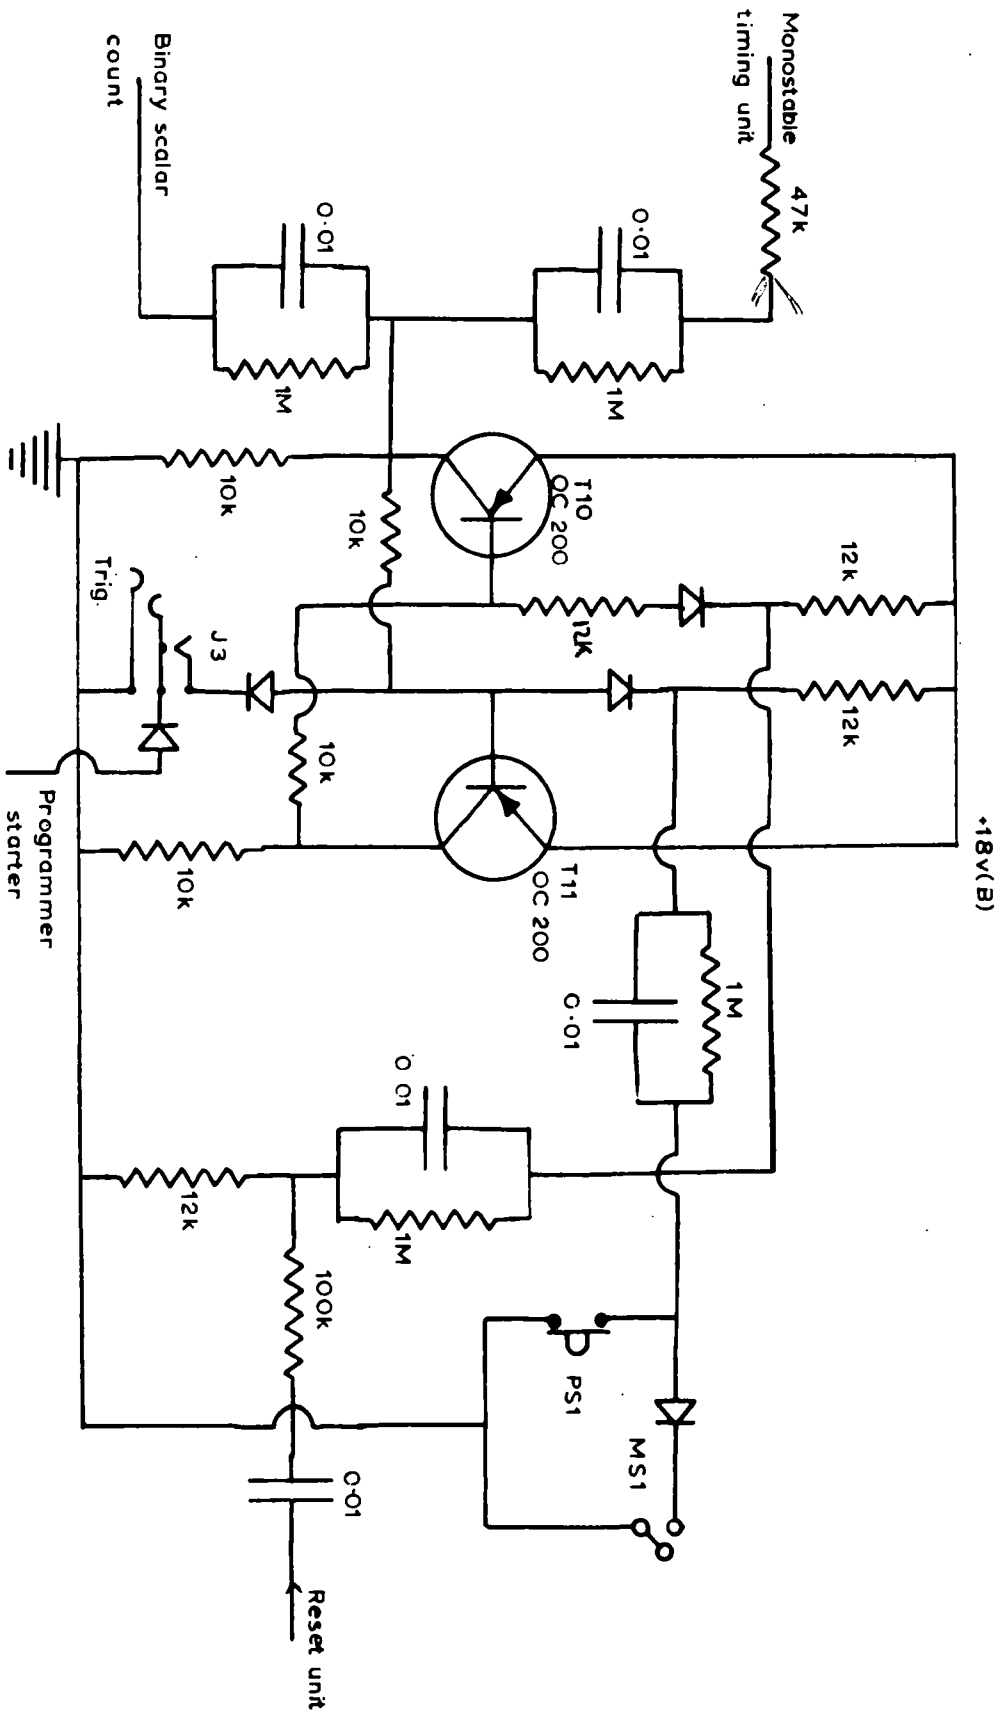 +18v(B)
Monostable
timing unit
47k
0·01
1M
0·01
1M
Binary scalar
count
T10
OC 200
10k
10k
12k
12k
12K
10k
J3
Trig.
Programmer
starter
10k
T11
OC 200
1M
0·01
0 01
1M
12k
100k
PS1
MS1
0·01
Reset unit